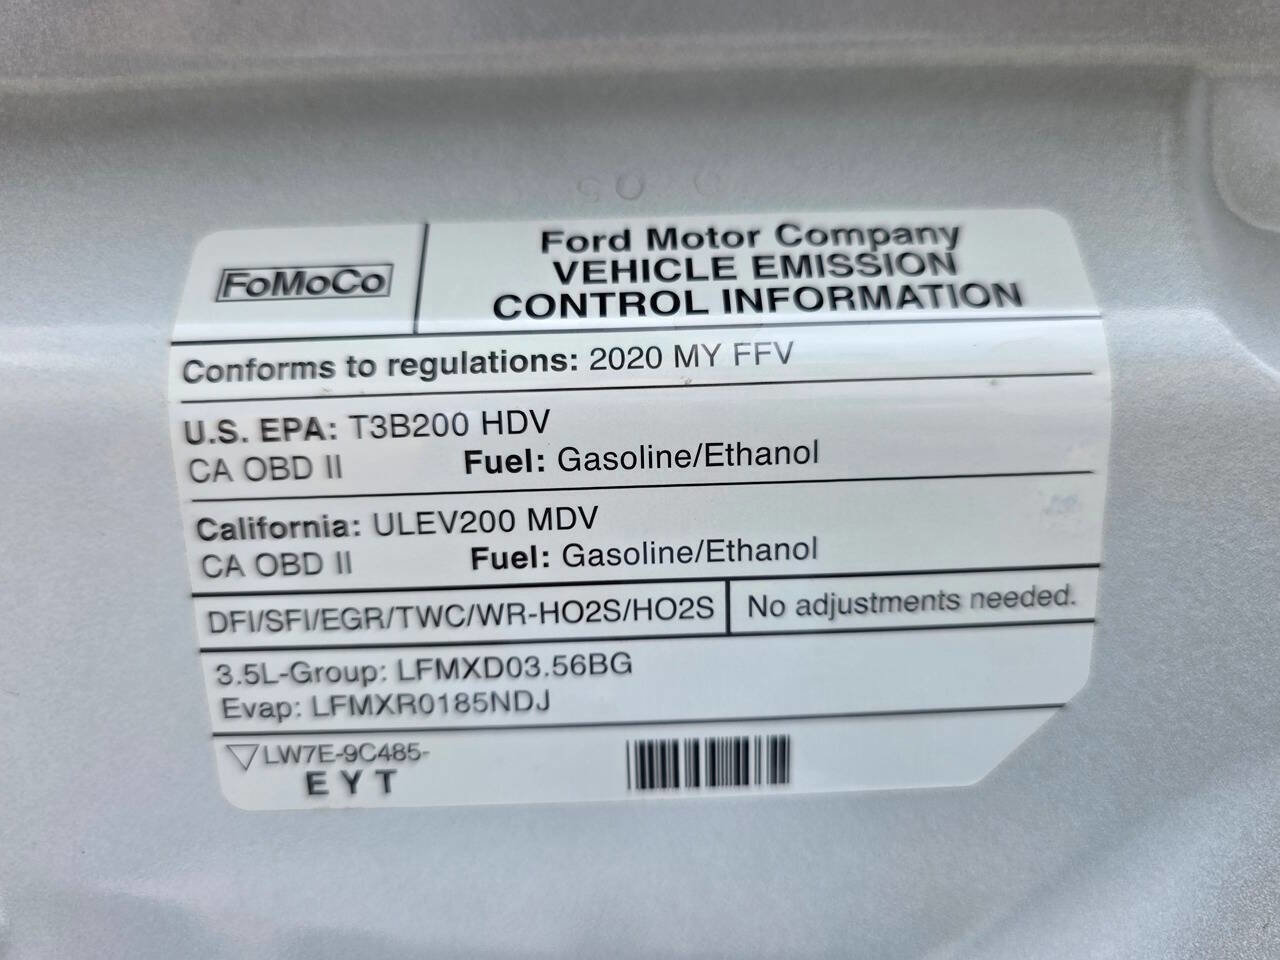 FoMoCo
Ford Motor Company
VEHICLE EMISSION
CONTROL INFORMATION
Conforms to regulations: 2020 MY FFV
U.S. EPA: T3B200 HDV
CA OBD II Fuel: Gasoline/Ethanol
California: ULEV200 MDV
CA OBD II Fuel: Gasoline/Ethanol
DFI/SFI/EGR/TWC/WR-HO2S/HO2S No adjustments needed.
3.5L-Group: LFMXD03.56BG
Evap: LFMXR0185NDJ
LW7E-9C485-
EYT